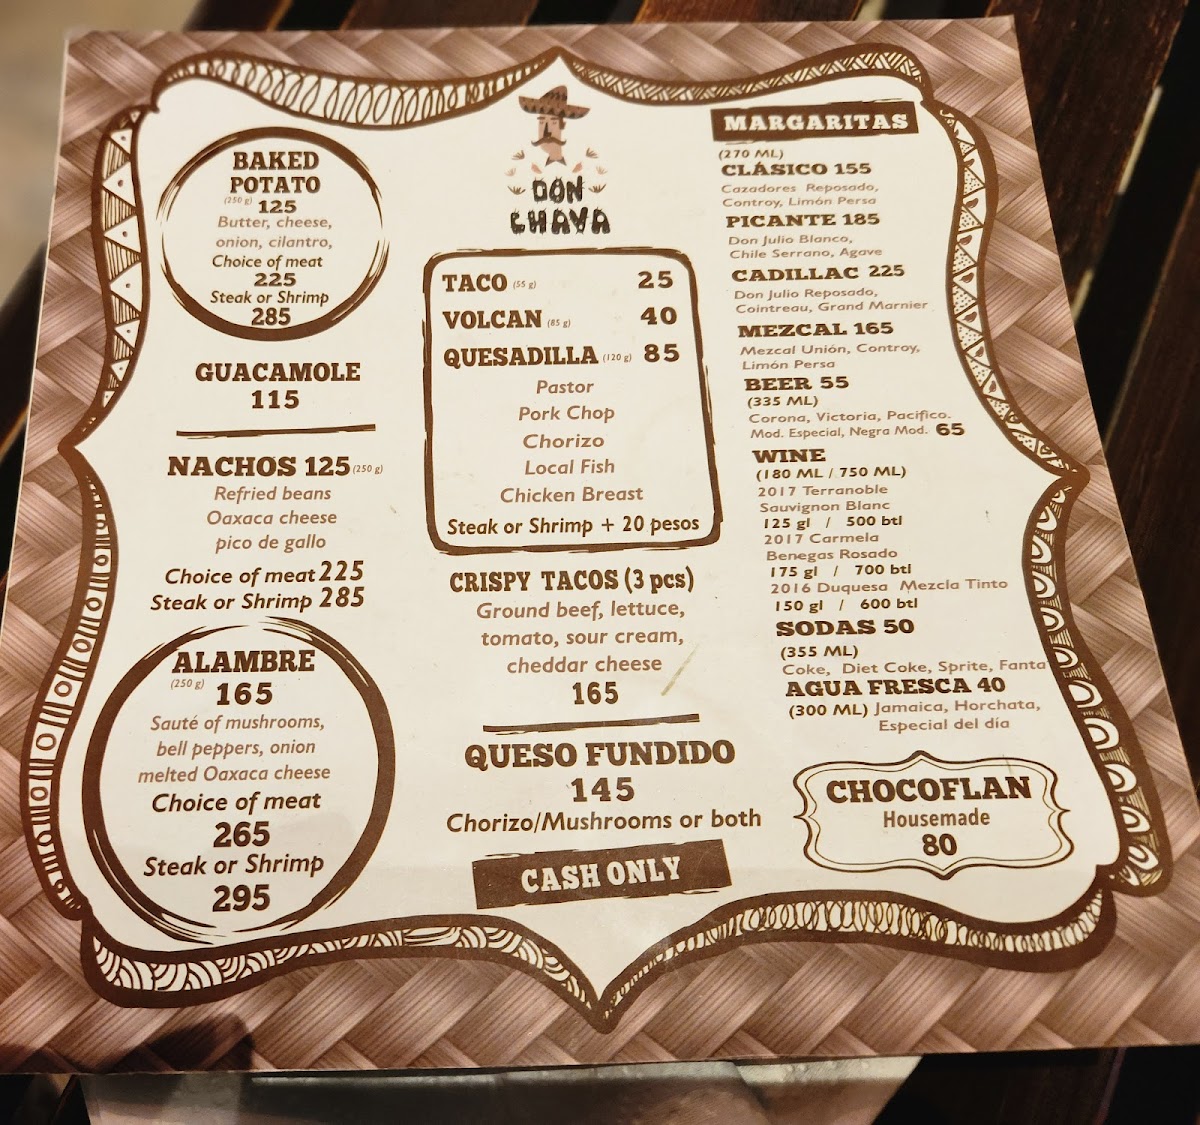 BAKED
POTATO
(250 g) 125
Butter, cheese,
onion, cilantro,
Choice of meat
225
Steak or Shrimp
285
GUACAMOLE
115
NACHOS 125 (250 g)
Refried beans
Oaxaca cheese
pico de gallo
Choice of meat 225
Steak or Shrimp 285
ALAMBRE
(250 g) 165
Sauté of mushrooms,
bell peppers, onion
melted Oaxaca cheese
Choice of meat
265
Steak or Shrimp
295
DON
CHAVA
TACO (55 g) 25
VOLCAN (85 g) 40
QUESADILLA (120 g) 85
Pastor
Pork Chop
Chorizo
Local Fish
Chicken Breast
Steak or Shrimp + 20 pesos
CRISPY TACOS (3 pcs)
Ground beef, lettuce,
tomato, sour cream,
cheddar cheese
165
QUESO FUNDIDO
145
Chorizo/Mushrooms or both
CASH ONLY
MARGARITAS
(270 ML)
CLÁSICO 155
Cazadores Reposado,
Controy, Limón Persa
PICANTE 185
Don Julio Blanco,
Chile Serrano, Agave
CADILLAC 225
Don Julio Reposado,
Cointreau, Grand Marnier
MEZCAL 165
Mezcal Unión, Controy,
Limón Persa
BEER 55
(335 ML)
Corona, Victoria, Pacífico.
Mod. Especial, Negra Mod. 65
WINE
(180 ML / 750 ML)
2017 Terranoble
Sauvignon Blanc
125 gl / 500 btl
2017 Carmela
Benegas Rosado
175 gl / 700 btl
2016 Duquesa Mezcla Tinto
150 gl / 600 btl
SODAS 50
(355 ML)
Coke, Diet Coke, Sprite, Fanta
AGUA FRESCA 40
(300 ML) Jamaica, Horchata,
Especial del día
CHOCOFLAN
Housemade
80